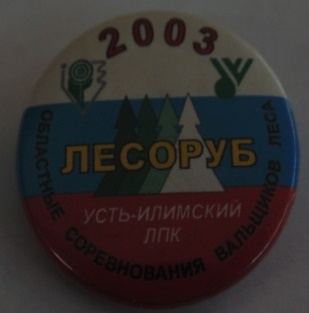 2003
ЛЕСОРУБ
УСТЬ-ИЛИМСКИЙ
ЛПК
ОБЛАСТНЫЕ СОРЕВНОВАНИЯ ВАЛЬЩИКОВ ЛЕСА